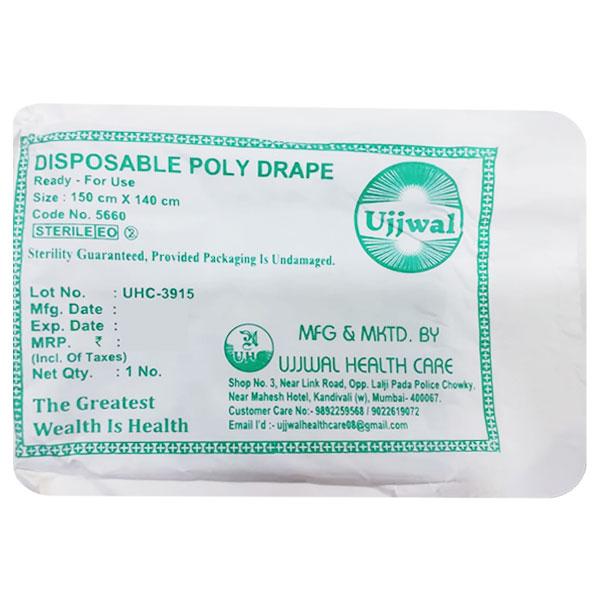 DISPOSABLE POLY DRAPE
Ready - For Use
Size : 150 cm X 140 cm
Code No. 5660
STERILE EO 2
Sterility Guaranteed, Provided Packaging Is Undamaged.
Ujjwal
Lot No. : UHC-3915
Mfg. Date :
Exp. Date :
MRP. ₹ :
(Incl. Of Taxes)
Net Qty. : 1 No.
The Greatest
Wealth Is Health
UHC
MFG & MKTD. BY
UJJWAL HEALTH CARE
Shop No. 3, Near Link Road, Opp. Lalji Pada Police Chowky,
Near Mahesh Hotel, Kandivali (w), Mumbai- 400067.
Customer Care No:- 9892259568 / 9022619072
Email I'd :- ujjwalhealthcare08@gmail.com